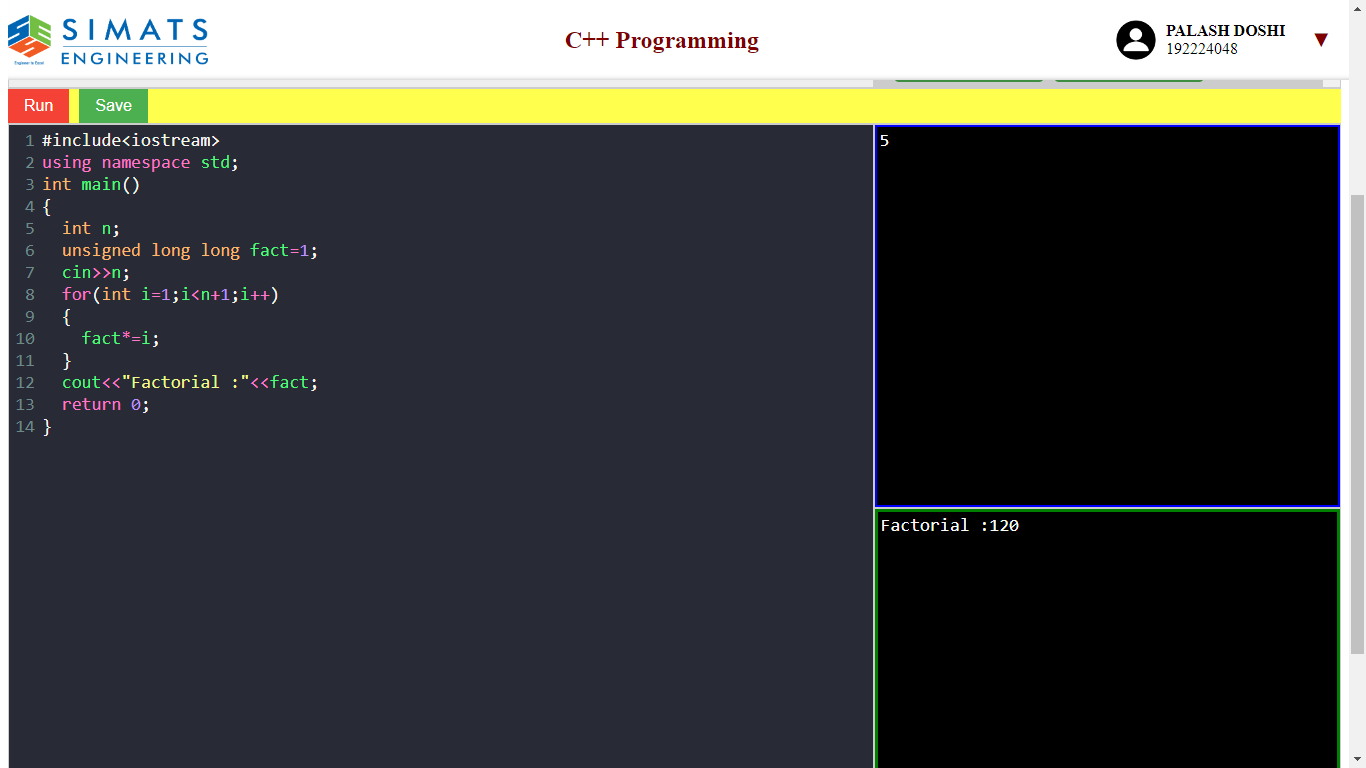 SIMATS
ENGINEERING
Engineer to Excel
C++ Programming
PALASH DOSHI
192224048
▼
Run Save
1 #include<iostream>
2 using namespace std;
3 int main()
4 {
5   int n;
6   unsigned long long fact=1;
7   cin>>n;
8   for(int i=1;i<n+1;i++)
9   {
10     fact*=i;
11   }
12   cout<<"Factorial :"<<fact;
13   return 0;
14 }
5
Factorial :120